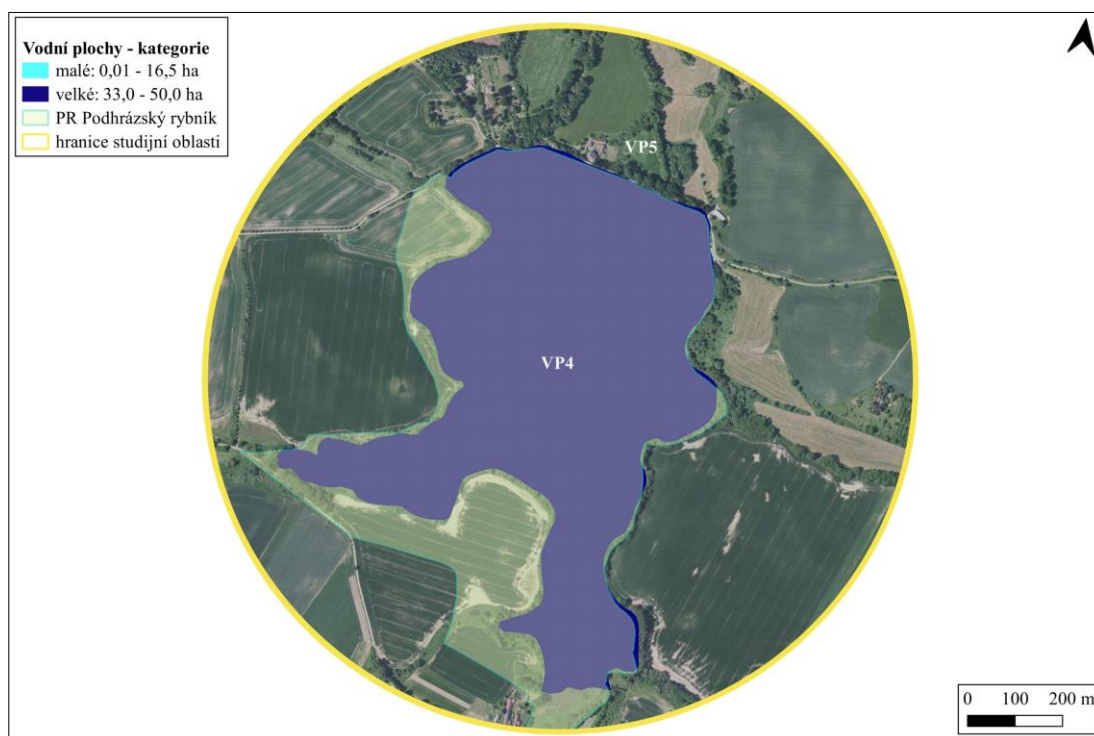 Vodní plochy - kategorie
malé: 0,01 - 16,5 ha
velké: 33,0 - 50,0 ha
PR Podhrázský rybník
hranice studijní oblasti
VP5
VP4
0 100 200 m